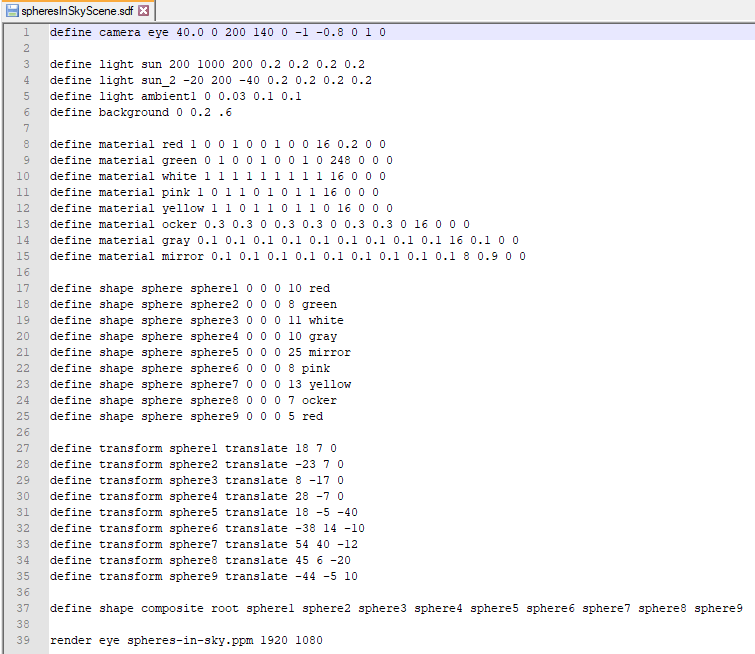 spheresInSkyScene.sdf
1 define camera eye 40.0 0 200 140 0 -1 -0.8 0 1 0
2
3 define light sun 200 1000 200 0.2 0.2 0.2 0.2
4 define light sun_2 -20 200 -40 0.2 0.2 0.2 0.2
5 define light ambient1 0 0.03 0.1 0.1
6 define background 0 0.2 .6
7
8 define material red 1 0 0 1 0 0 1 0 0 16 0.2 0 0
9 define material green 0 1 0 0 1 0 0 1 0 248 0 0 0
10 define material white 1 1 1 1 1 1 1 1 1 16 0 0 0
11 define material pink 1 0 1 1 0 1 0 1 1 16 0 0 0
12 define material yellow 1 1 0 1 1 0 1 1 0 16 0 0 0
13 define material ocker 0.3 0.3 0 0.3 0.3 0 0.3 0.3 0 16 0 0 0
14 define material gray 0.1 0.1 0.1 0.1 0.1 0.1 0.1 0.1 0.1 16 0.1 0 0
15 define material mirror 0.1 0.1 0.1 0.1 0.1 0.1 0.1 0.1 0.1 8 0.9 0 0
16
17 define shape sphere sphere1 0 0 0 10 red
18 define shape sphere sphere2 0 0 0 8 green
19 define shape sphere sphere3 0 0 0 11 white
20 define shape sphere sphere4 0 0 0 10 gray
21 define shape sphere sphere5 0 0 0 25 mirror
22 define shape sphere sphere6 0 0 0 8 pink
23 define shape sphere sphere7 0 0 0 13 yellow
24 define shape sphere sphere8 0 0 0 7 ocker
25 define shape sphere sphere9 0 0 0 5 red
26
27 define transform sphere1 translate 18 7 0
28 define transform sphere2 translate -23 7 0
29 define transform sphere3 translate 8 -17 0
30 define transform sphere4 translate 28 -7 0
31 define transform sphere5 translate 18 -5 -40
32 define transform sphere6 translate -38 14 -10
33 define transform sphere7 translate 54 40 -12
34 define transform sphere8 translate 45 6 -20
35 define transform sphere9 translate -44 -5 10
36
37 define shape composite root sphere1 sphere2 sphere3 sphere4 sphere5 sphere6 sphere7 sphere8 sphere9
38
39 render eye spheres-in-sky.ppm 1920 1080